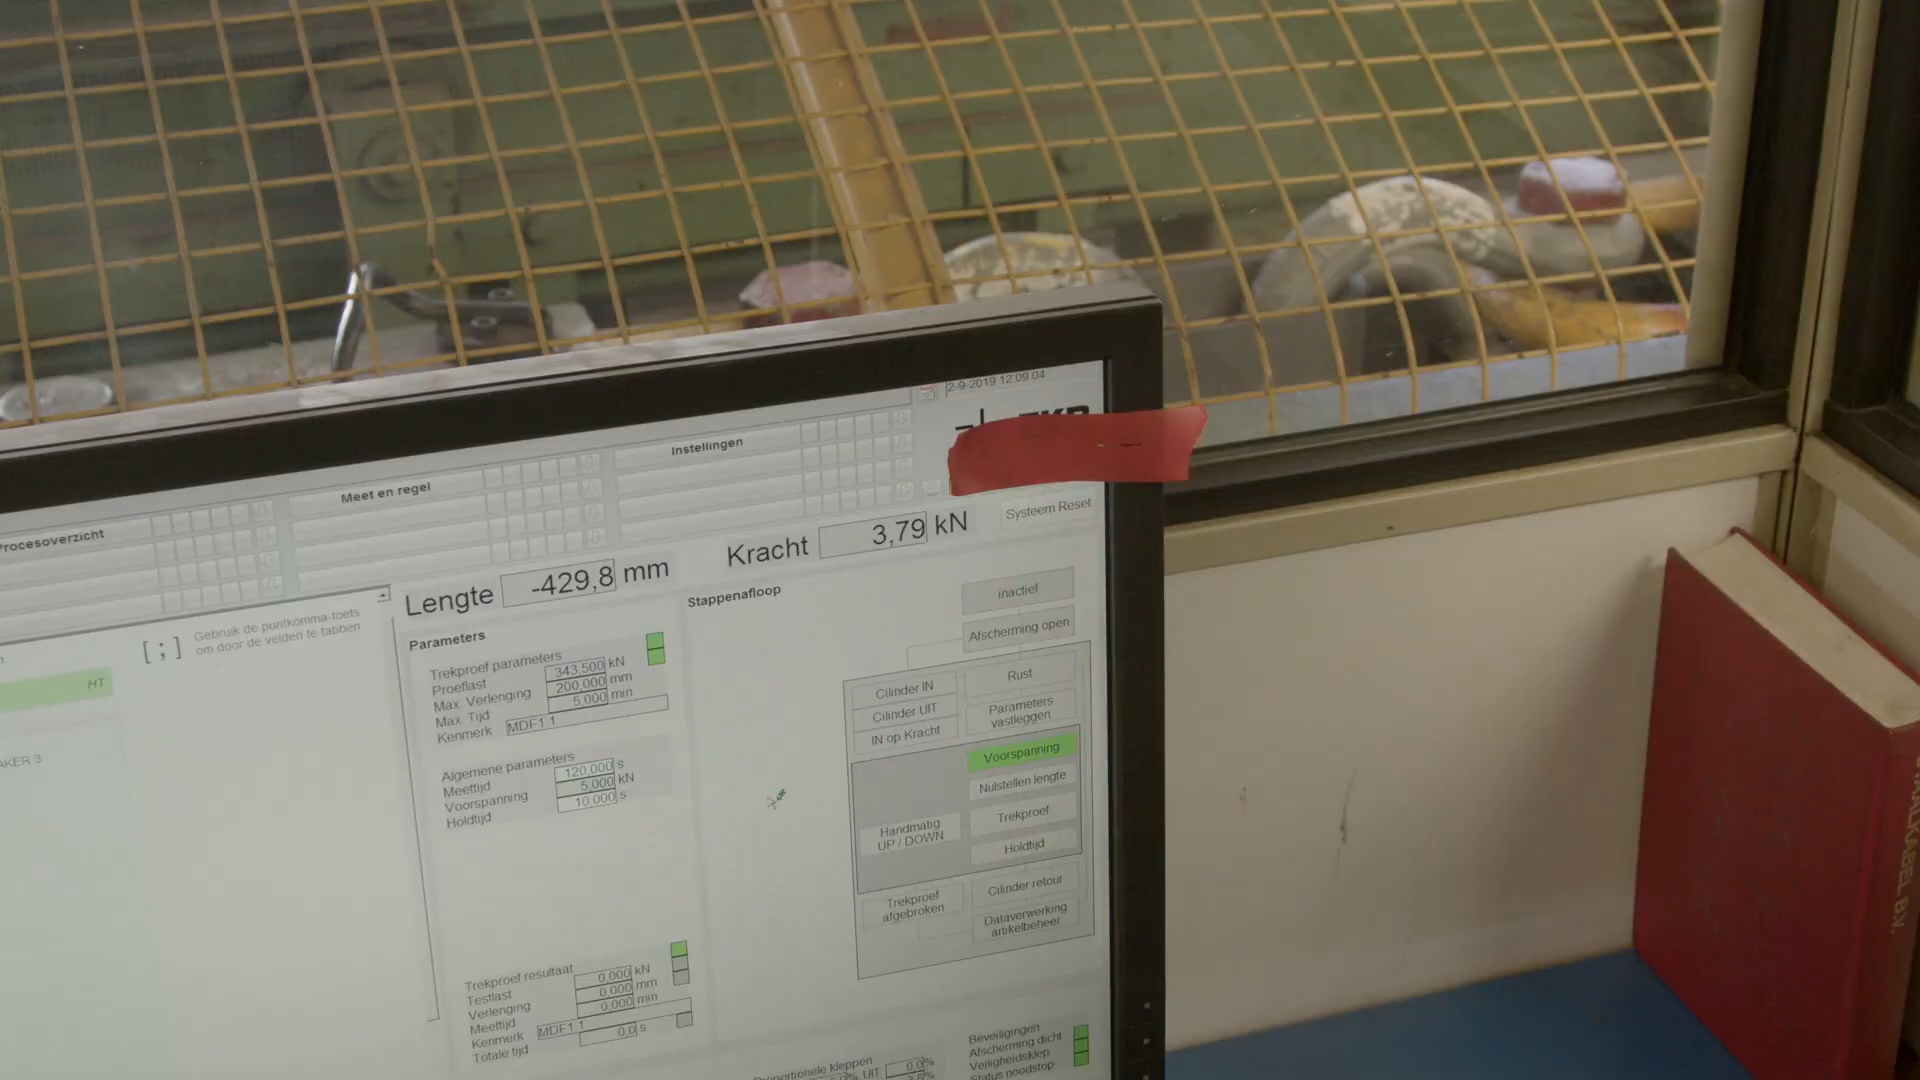 2-9-2019 12:09:04
Instellingen
Meet en regel
Procesoverzicht
Systeem Reset
Kracht 3,79 kN
Lengte -429,8 mm
[ ; ] Gebruik de puntkomma-toets
om door de velden te tabben
HT
AKER 3
Parameters
Trekproef parameters
Proeflast 343,500 kN
Max. Verlenging 200,000 mm
Max. Tijd 5,000 min
Kenmerk MDF1.1
Algemene parameters
Meettijd 120,000 s
Voorspanning 5,000 kN
Holdtijd 10,000 s
Trekproef resultaat
Testlast 0,000 kN
Verlenging 0,000 mm
Meettijd 0,000 min
Kenmerk MDF1.1
Totale tijd 0,0 s
Stappenafloop
inactief
Afscherming open
Cilinder IN
Cilinder UIT
IN op Kracht
Rust
Parameters
vastleggen
Voorspanning
Nulstellen lengte
Trekproef
Holdtijd
Handmatig
UP / DOWN
Trekproef
afgebroken
Cilinder retour
Dataverwerking
artikelbeheer
kleppen
UIT 0,0%
Beveiligingen
Afscherming dicht
Veiligheidsklep
Status noodstop